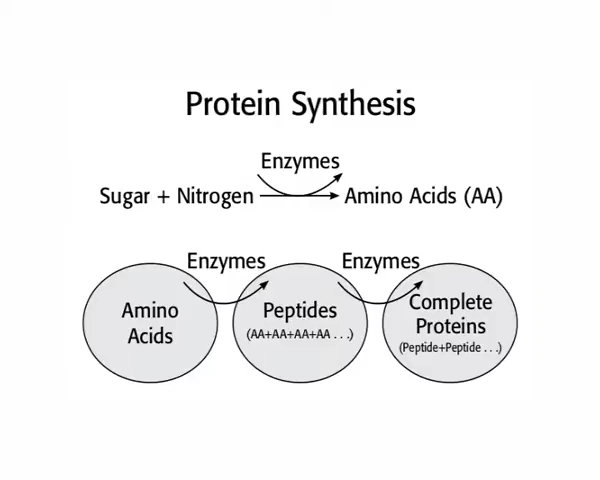 Protein Synthesis
Enzymes
Sugar + Nitrogen
Amino Acids (AA)
Enzymes
Enzymes
Amino
Acids
Peptides
(AA+AA+AA+AA . . .)
Complete
Proteins
(Peptide+Peptide . . .)